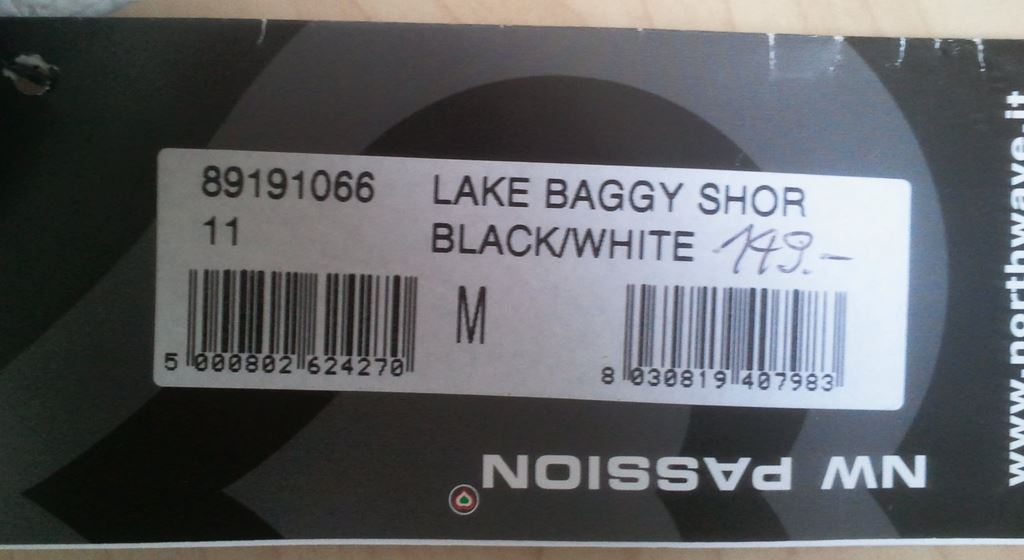 89191066 LAKE BAGGY SHOR
11 BLACK/WHITE 149.-
M
5 000802 624270
8 030819 407983
NW PASSION
www.northwave.it